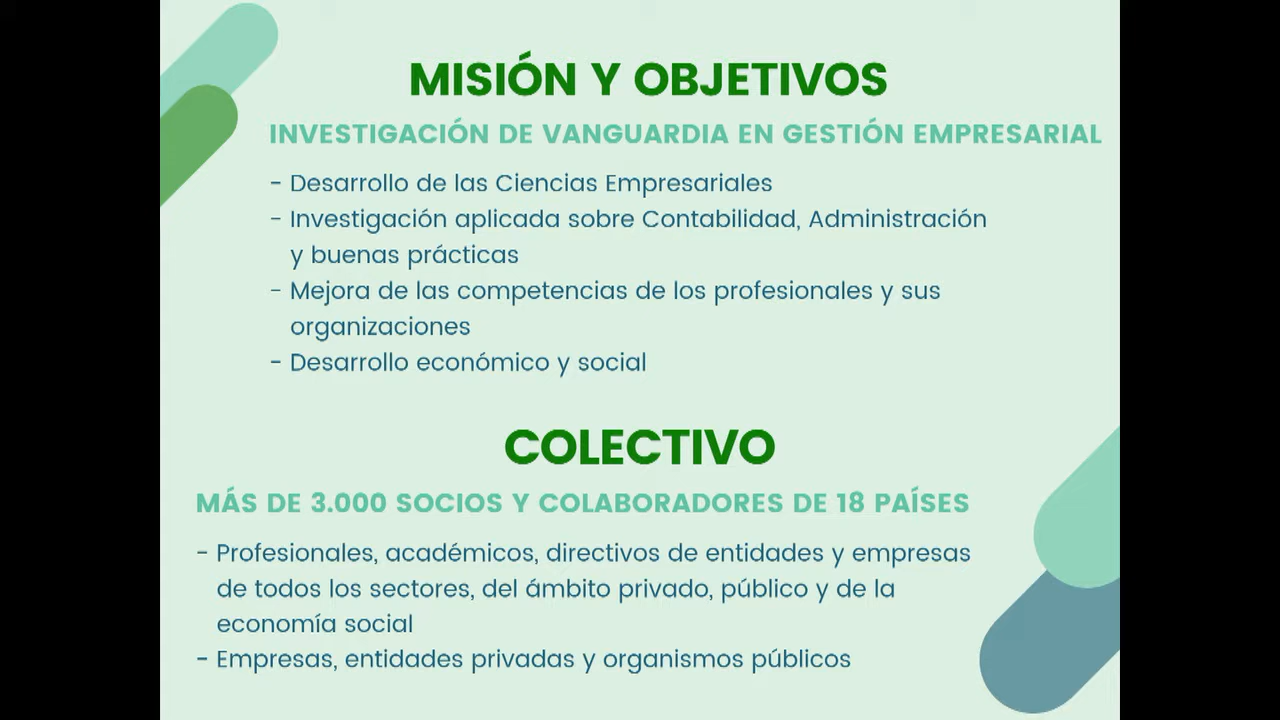 MISIÓN Y OBJETIVOS
INVESTIGACIÓN DE VANGUARDIA EN GESTIÓN EMPRESARIAL
- Desarrollo de las Ciencias Empresariales
- Investigación aplicada sobre Contabilidad, Administración
y buenas prácticas
- Mejora de las competencias de los profesionales y sus
organizaciones
- Desarrollo económico y social
COLECTIVO
MÁS DE 3.000 SOCIOS Y COLABORADORES DE 18 PAÍSES
- Profesionales, académicos, directivos de entidades y empresas
de todos los sectores, del ámbito privado, público y de la
economía social
- Empresas, entidades privadas y organismos públicos